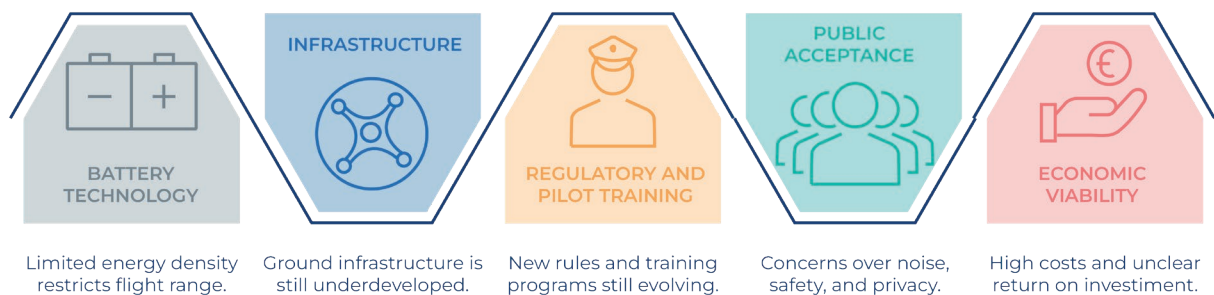 BATTERY
TECHNOLOGY
Limited energy density
restricts flight range.
INFRASTRUCTURE
Ground infrastructure is
still underdeveloped.
REGULATORY AND
PILOT TRAINING
New rules and training
programs still evolving.
PUBLIC
ACCEPTANCE
Concerns over noise,
safety, and privacy.
€
ECONOMIC
VIABILITY
High costs and unclear
return on investiment.